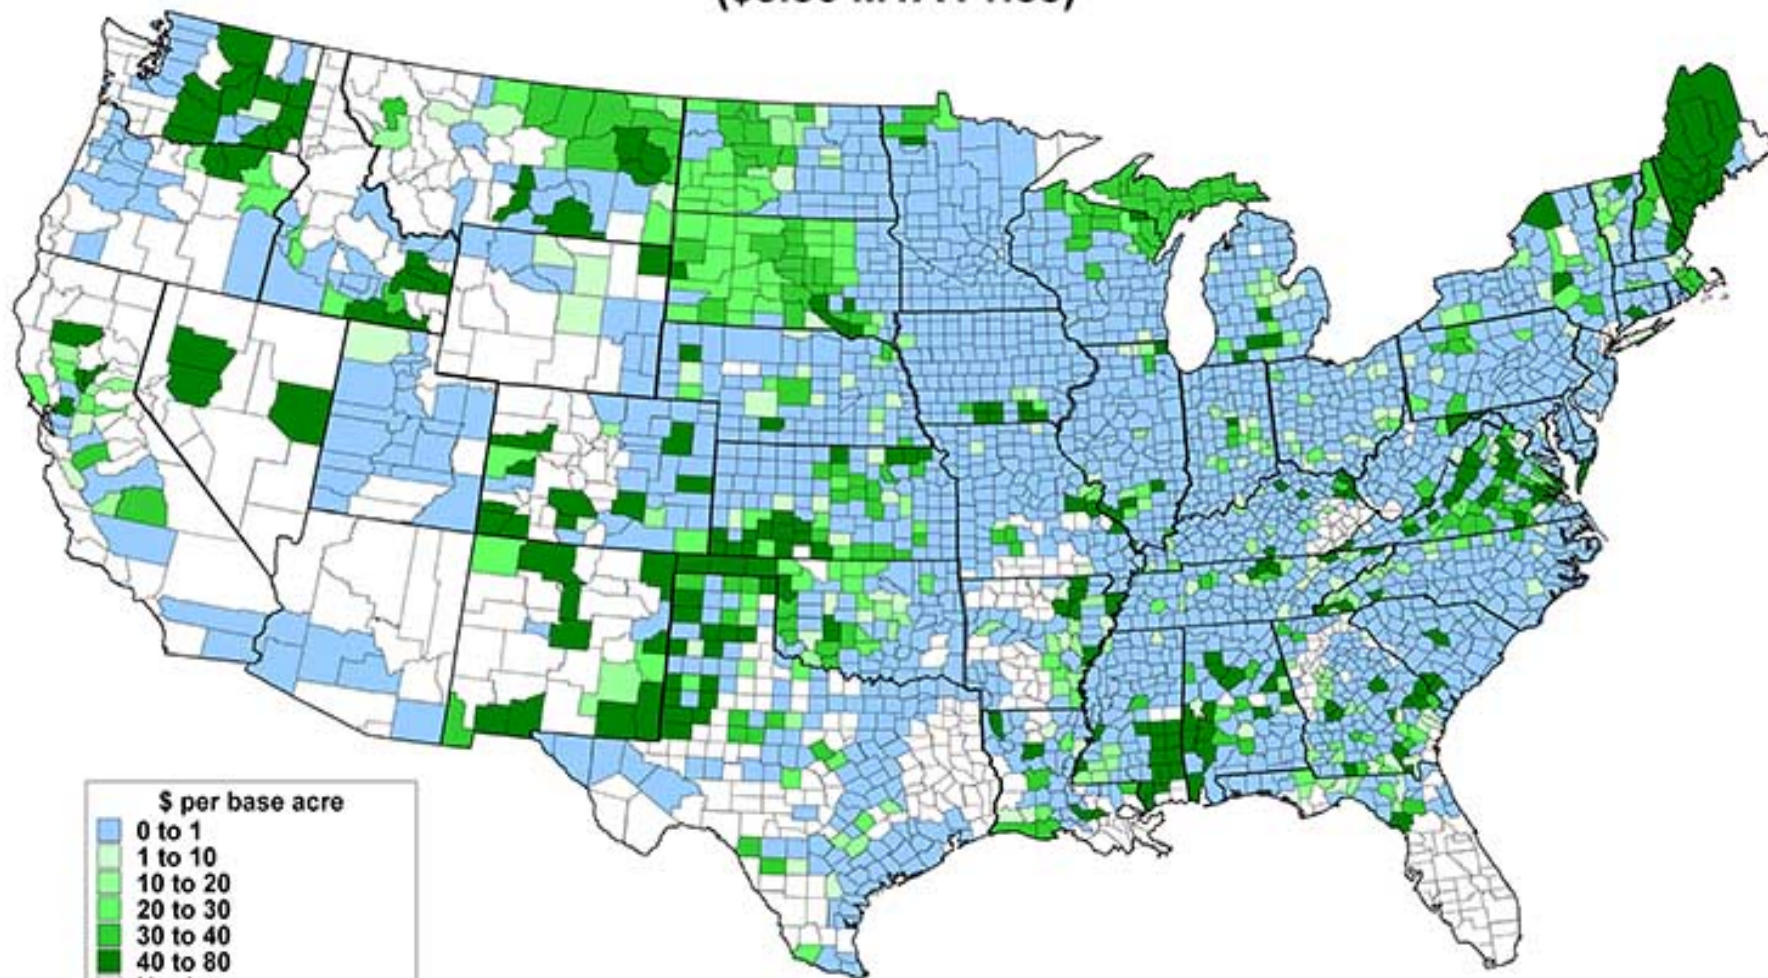 $ per base acre
0 to 1
1 to 10
10 to 20
20 to 30
30 to 40
40 to 80